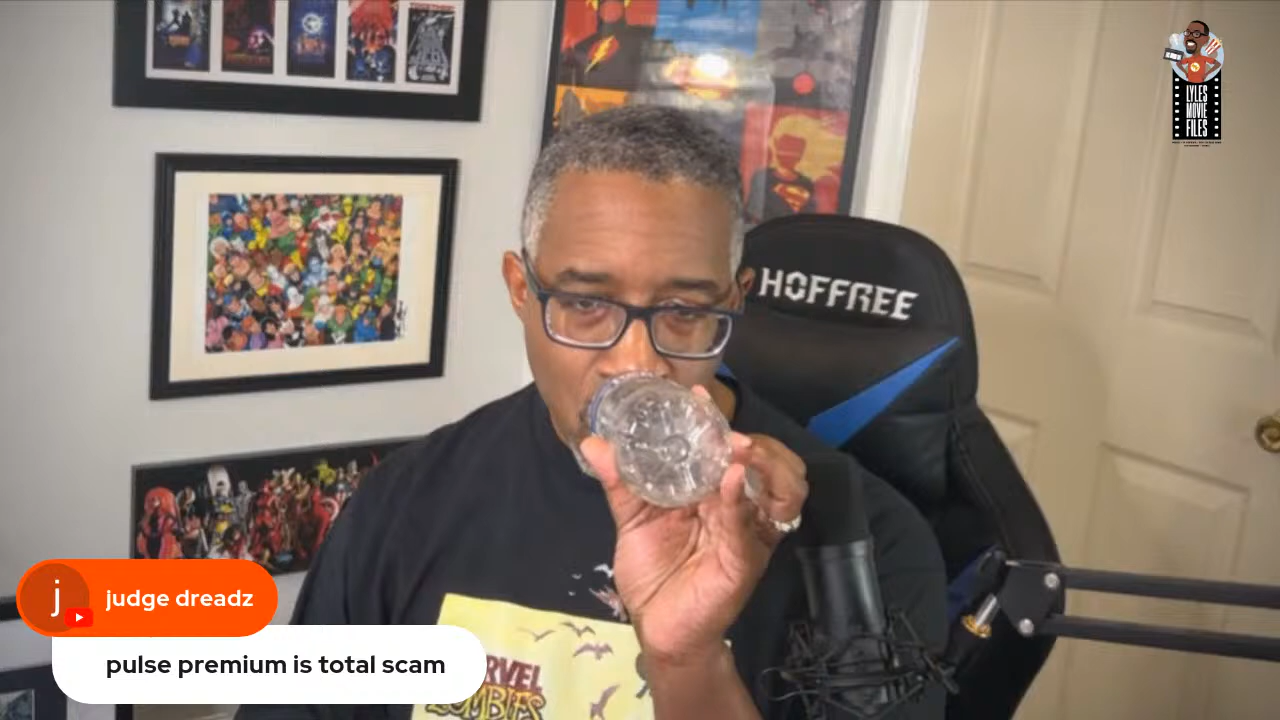 LYLES
MOVIE
FILES
HOFFREE
judge dreadz
pulse premium is total scam
MARVEL
ZOMBIES